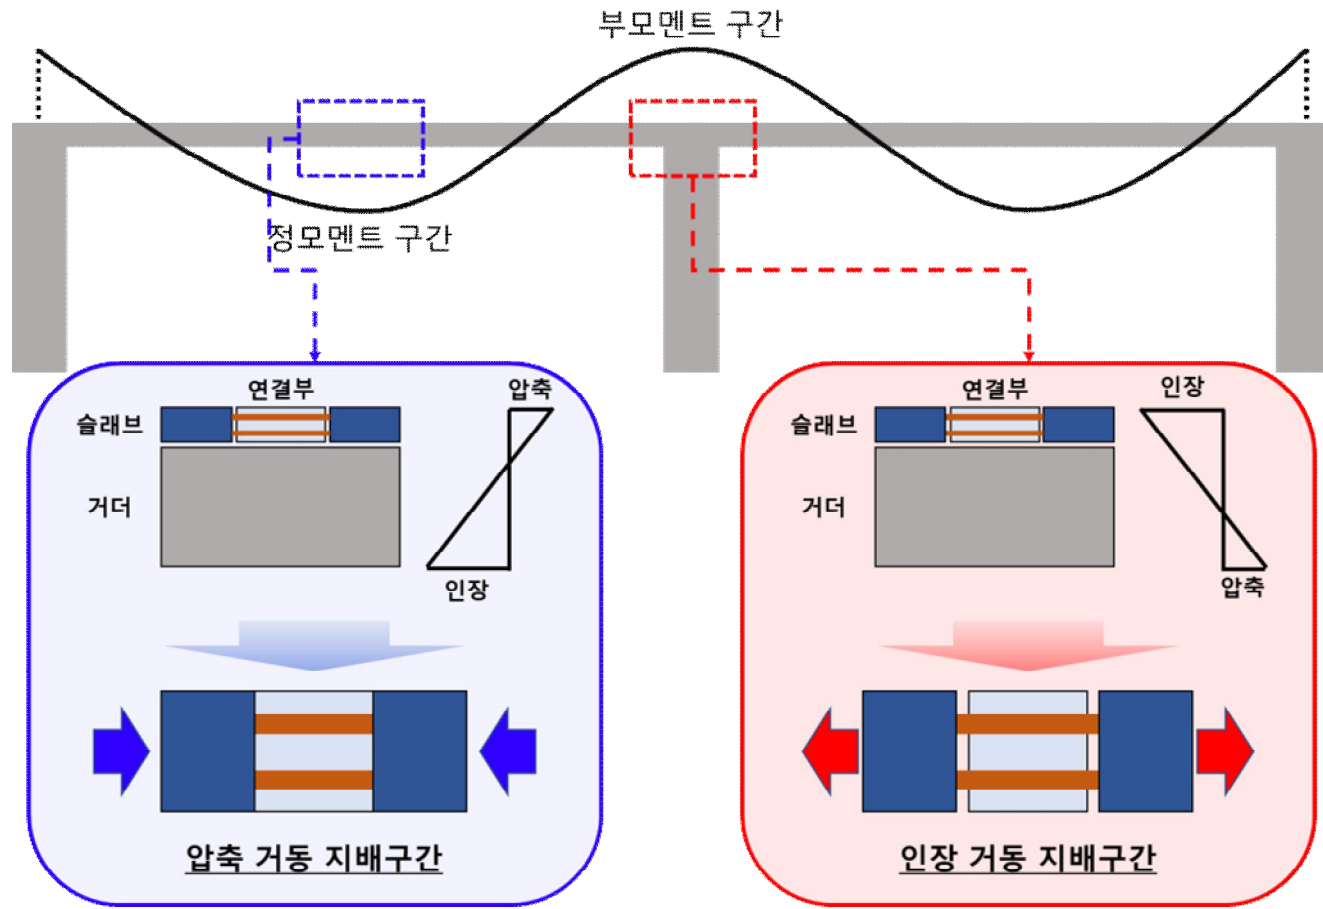 부모멘트 구간
정모멘트 구간
연결부
압축
슬래브
거더
인장
압축 거동 지배구간
연결부
인장
슬래브
거더
압축
인장 거동 지배구간